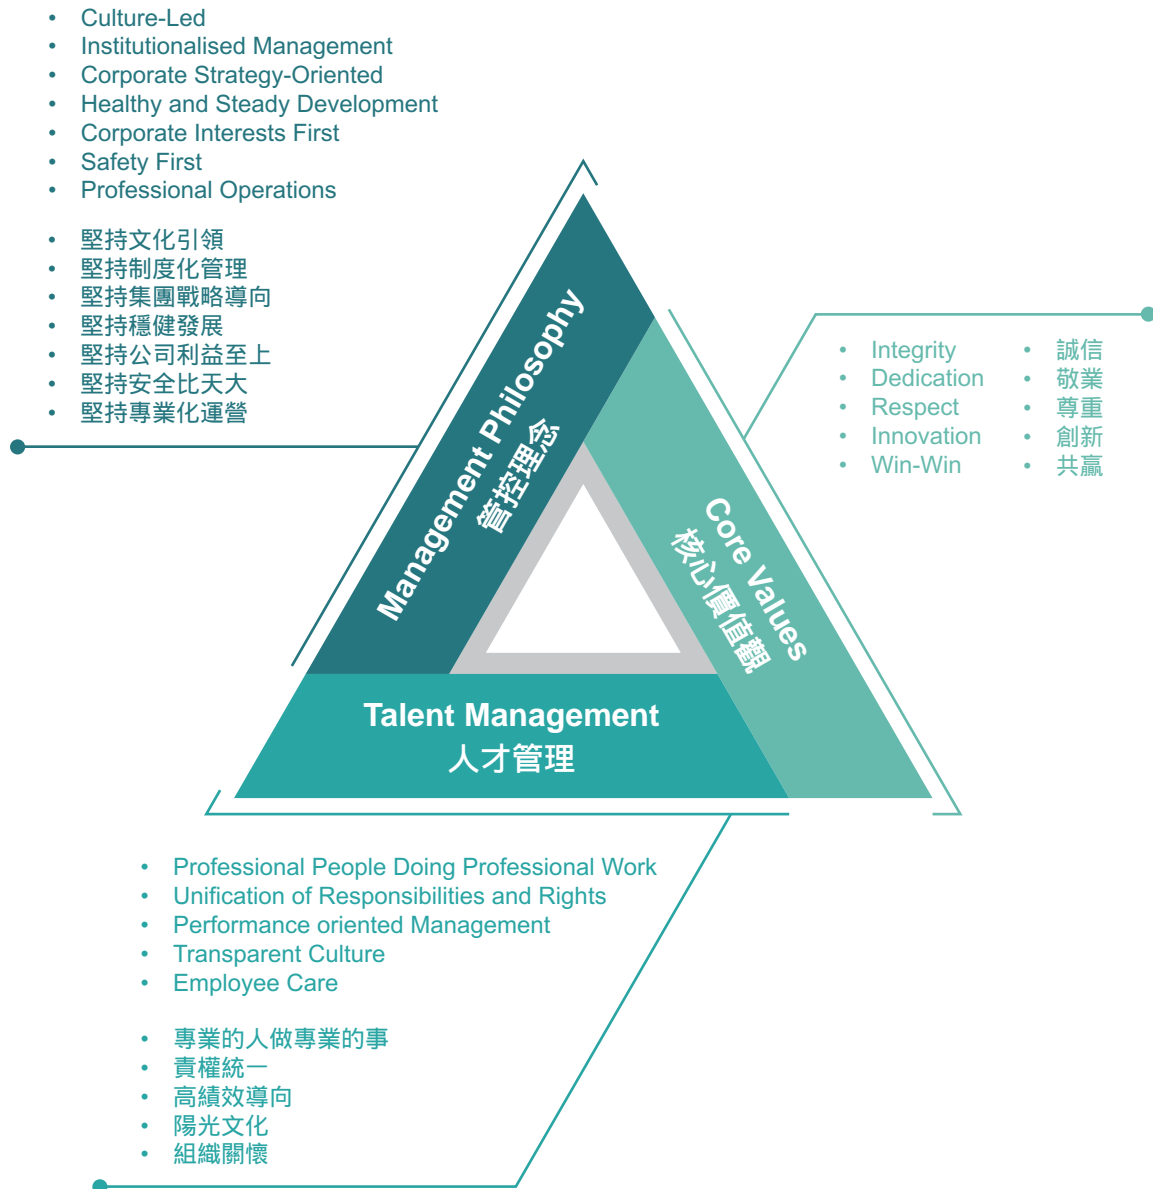 • Culture-Led
• Institutionalised Management
• Corporate Strategy-Oriented
• Healthy and Steady Development
• Corporate Interests First
• Safety First
• Professional Operations
• 堅持文化引領
• 堅持制度化管理
• 堅持集團戰略導向
• 堅持穩健發展
• 堅持公司利益至上
• 堅持安全比天大
• 堅持專業化運營
Management Philosophy
管控理念
• Integrity • 誠信
• Dedication • 敬業
• Respect • 尊重
• Innovation • 創新
• Win-Win • 共贏
Core Values
核心價值觀
Talent Management
人才管理
• Professional People Doing Professional Work
• Unification of Responsibilities and Rights
• Performance oriented Management
• Transparent Culture
• Employee Care
• 專業的人做專業的事
• 責權統一
• 高績效導向
• 陽光文化
• 組織關懷